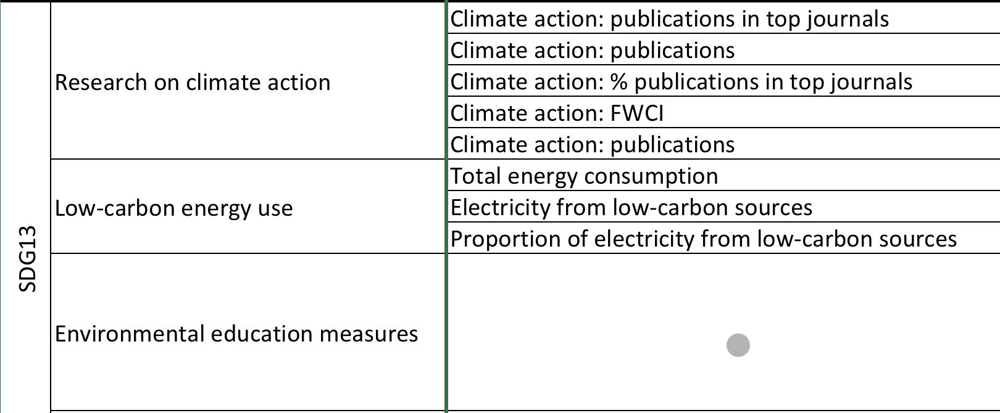 SDG13
Research on climate action
Climate action: publications in top journals
Climate action: publications
Climate action: % publications in top journals
Climate action: FWCI
Climate action: publications
Low-carbon energy use
Total energy consumption
Electricity from low-carbon sources
Proportion of electricity from low-carbon sources
Environmental education measures